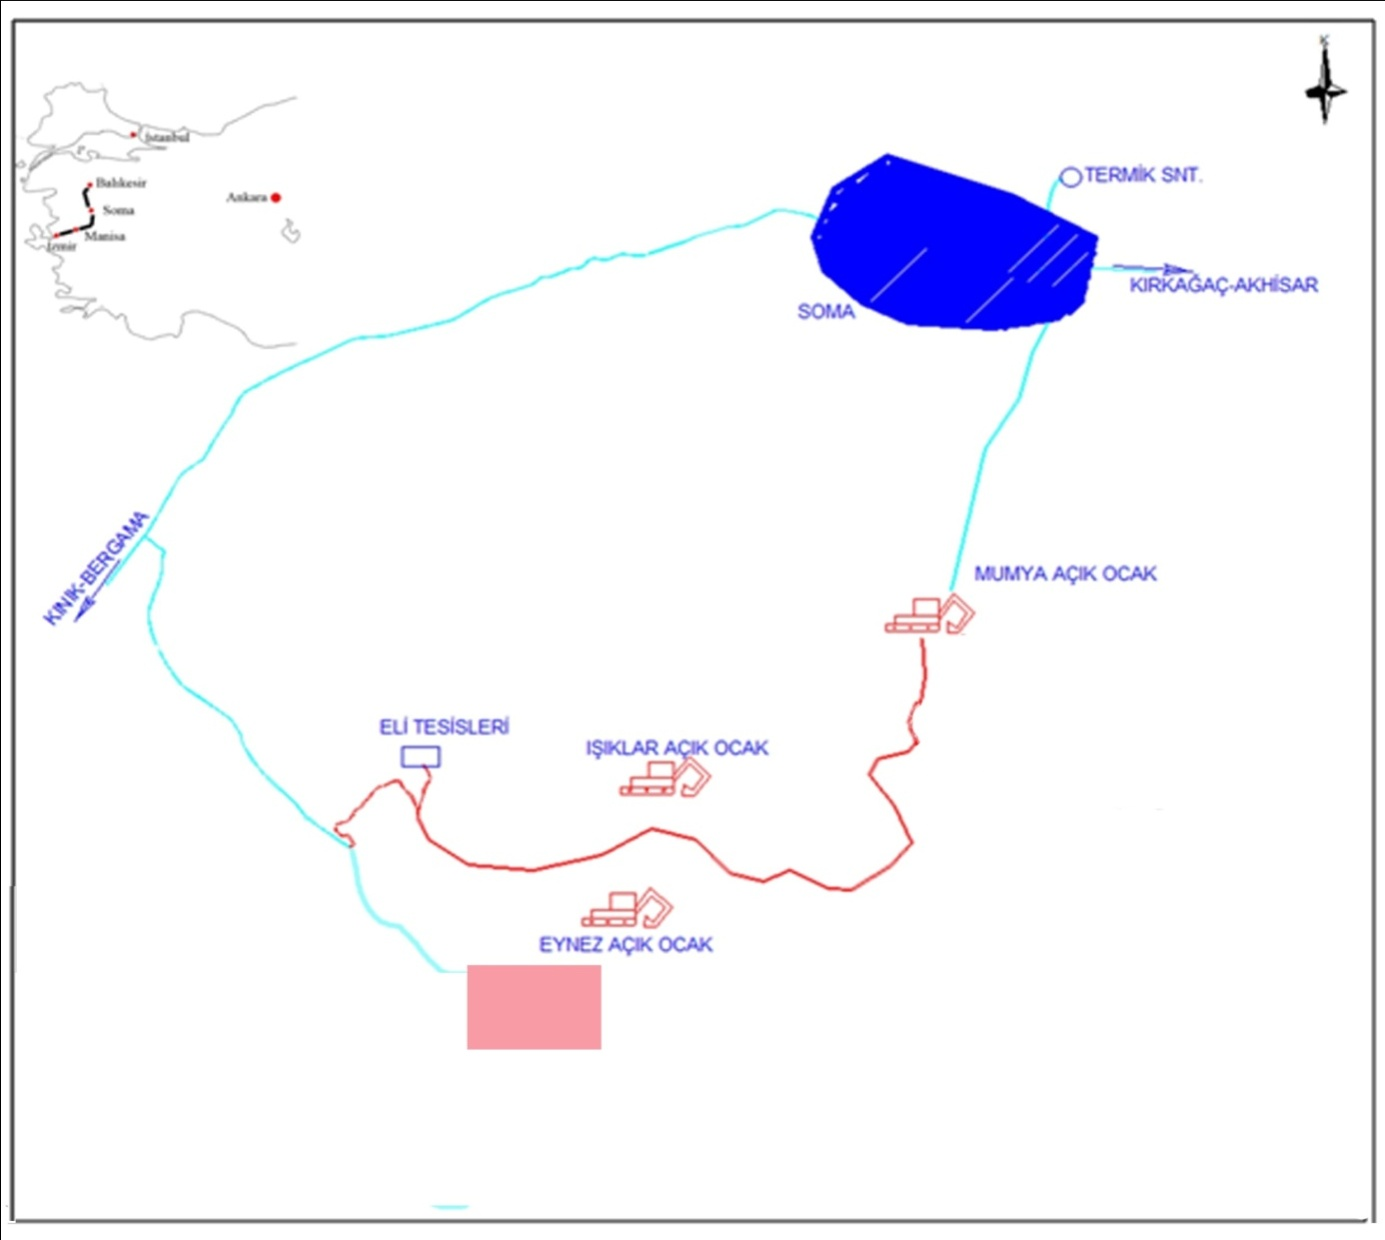 K
İstanbul
Balıkesir
Ankara
Soma
Manisa
İzmir
TERMİK SNT.
KIRKAĞAÇ-AKHİSAR
SOMA
KINIK-BERGAMA
MUMYA AÇIK OCAK
ELİ TESİSLERİ
IŞIKLAR AÇIK OCAK
EYNEZ AÇIK OCAK